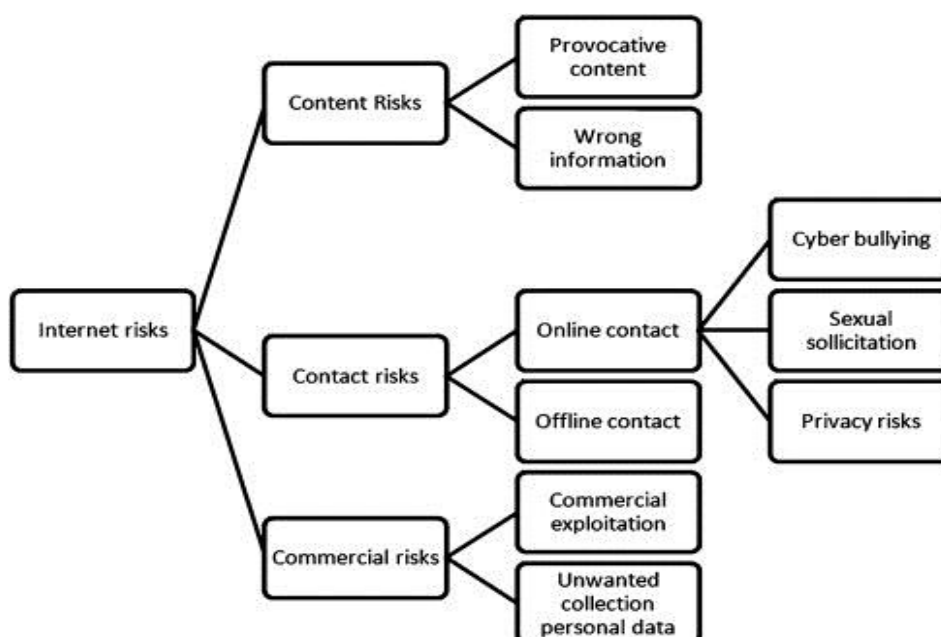 Provocative
content
Content Risks
Wrong
information
Cyber bullying
Internet risks
Online contact
Sexual
sollicitation
Contact risks
Offline contact
Privacy risks
Commercial
exploitation
Commercial risks
Unwanted
collection
personal data